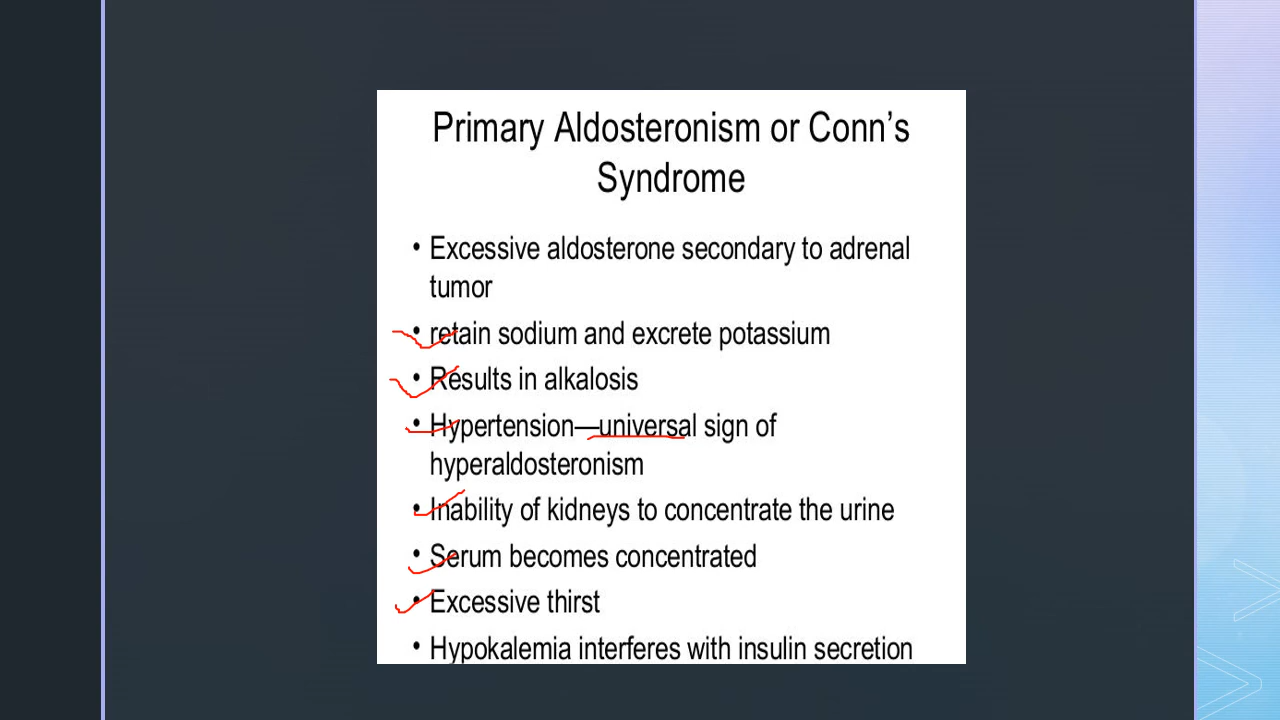 Primary Aldosteronism or Conn’s
Syndrome
• Excessive aldosterone secondary to adrenal
tumor
• retain sodium and excrete potassium
• Results in alkalosis
• Hypertension—universal sign of
hyperaldosteronism
• Inability of kidneys to concentrate the urine
• Serum becomes concentrated
• Excessive thirst
• Hypokalemia interferes with insulin secretion